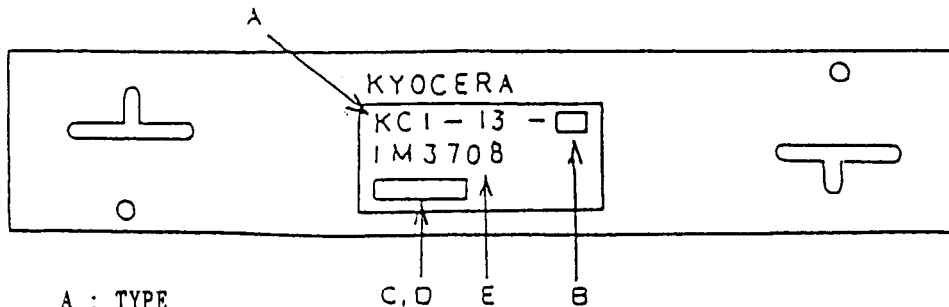 A
KYOCERA
KC1-13-
1M3708
A : TYPE
C,D
E
B